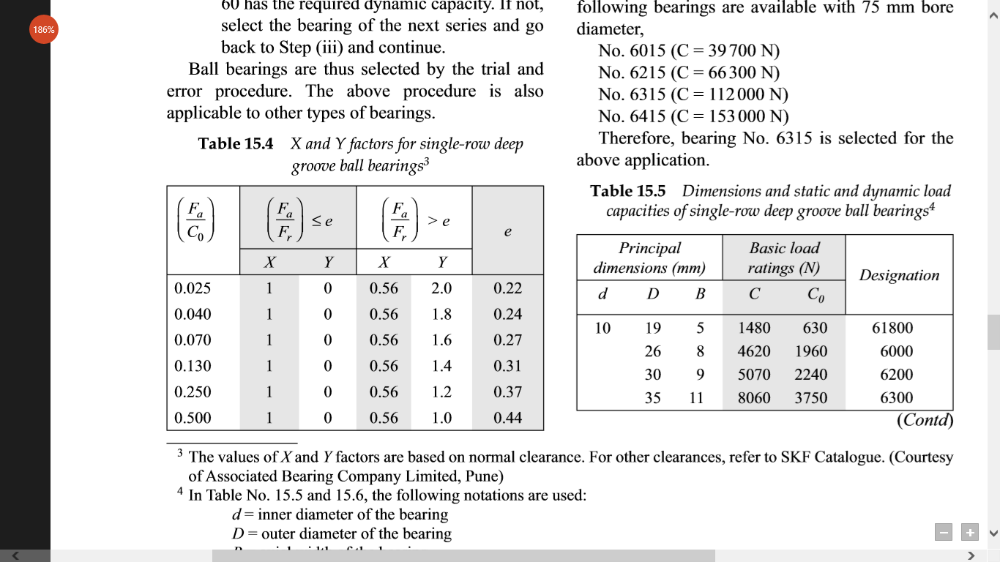 186%
60 has the required dynamic capacity. If not,
select the bearing of the next series and go
back to Step (iii) and continue.
Ball bearings are thus selected by the trial and
error procedure. The above procedure is also
applicable to other types of bearings.
Table 15.4 X and Y factors for single-row deep
groove ball bearings³
(Fa/C0) (Fa/Fr) ≤ e (Fa/Fr) > e e
X Y X Y
0.025 1 0 0.56 2.0 0.22
0.040 1 0 0.56 1.8 0.24
0.070 1 0 0.56 1.6 0.27
0.130 1 0 0.56 1.4 0.31
0.250 1 0 0.56 1.2 0.37
0.500 1 0 0.56 1.0 0.44
following bearings are available with 75 mm bore
diameter,
No. 6015 (C = 39 700 N)
No. 6215 (C = 66 300 N)
No. 6315 (C = 112 000 N)
No. 6415 (C = 153 000 N)
Therefore, bearing No. 6315 is selected for the
above application.
Table 15.5 Dimensions and static and dynamic load
capacities of single-row deep groove ball bearings⁴
Principal dimensions (mm) Basic load ratings (N) Designation
d D B C C0
10 19 5 1480 630 61800
26 8 4620 1960 6000
30 9 5070 2240 6200
35 11 8060 3750 6300
(Contd)
³ The values of X and Y factors are based on normal clearance. For other clearances, refer to SKF Catalogue. (Courtesy
of Associated Bearing Company Limited, Pune)
⁴ In Table No. 15.5 and 15.6, the following notations are used:
d = inner diameter of the bearing
D = outer diameter of the bearing